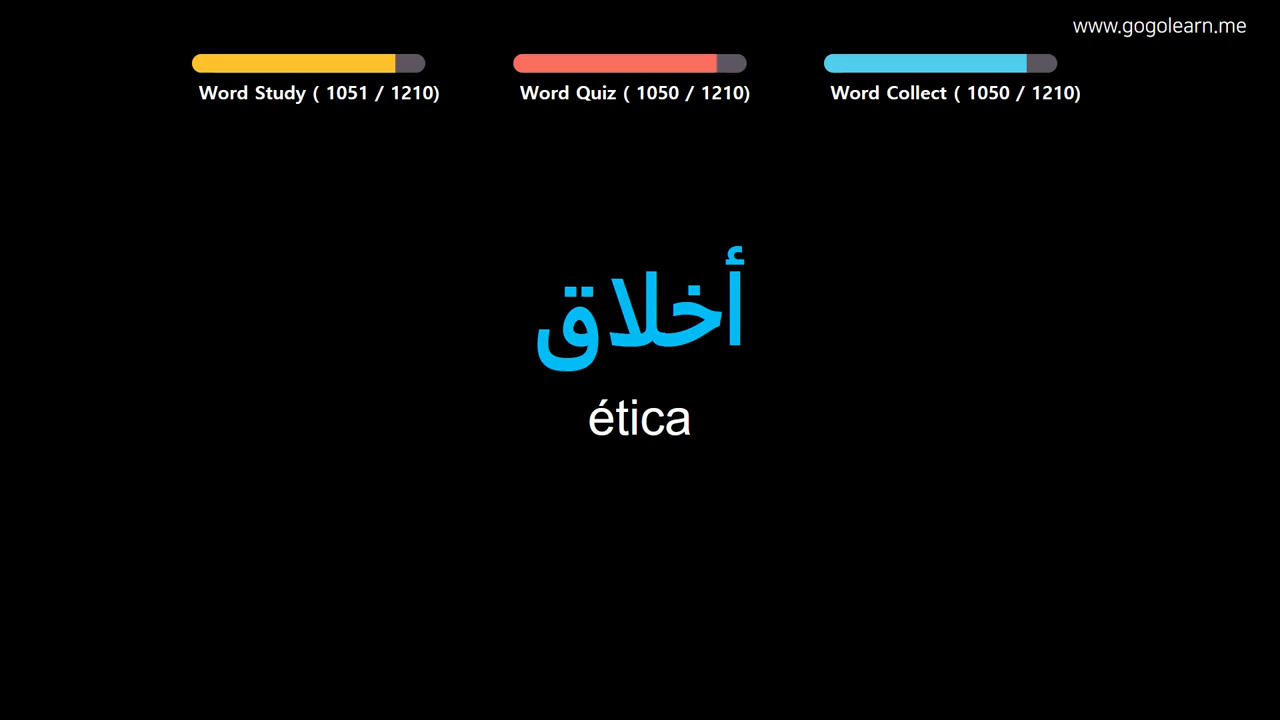 www.gogolearn.me
Word Study ( 1051 / 1210)
Word Quiz ( 1050 / 1210)
Word Collect ( 1050 / 1210)
أخلاق
ética